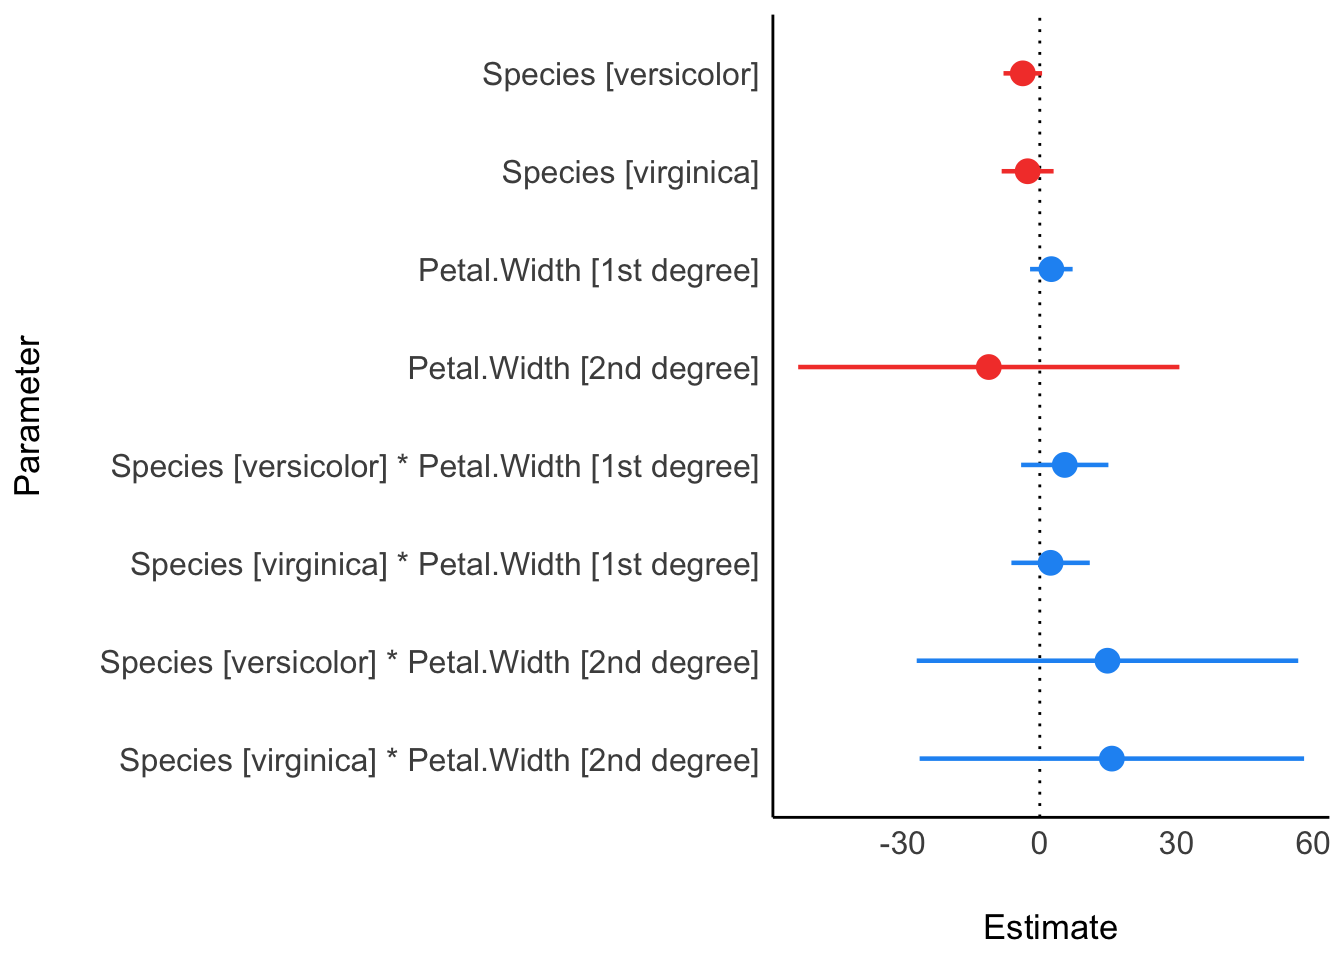 Species [versicolor]
Species [virginica]
Petal.Width [1st degree]
Parameter
Petal.Width [2nd degree]
Species [versicolor] * Petal.Width [1st degree]
Species [virginica] * Petal.Width [1st degree]
Species [versicolor] * Petal.Width [2nd degree]
Species [virginica] * Petal.Width [2nd degree]
-30 0 30 60
Estimate